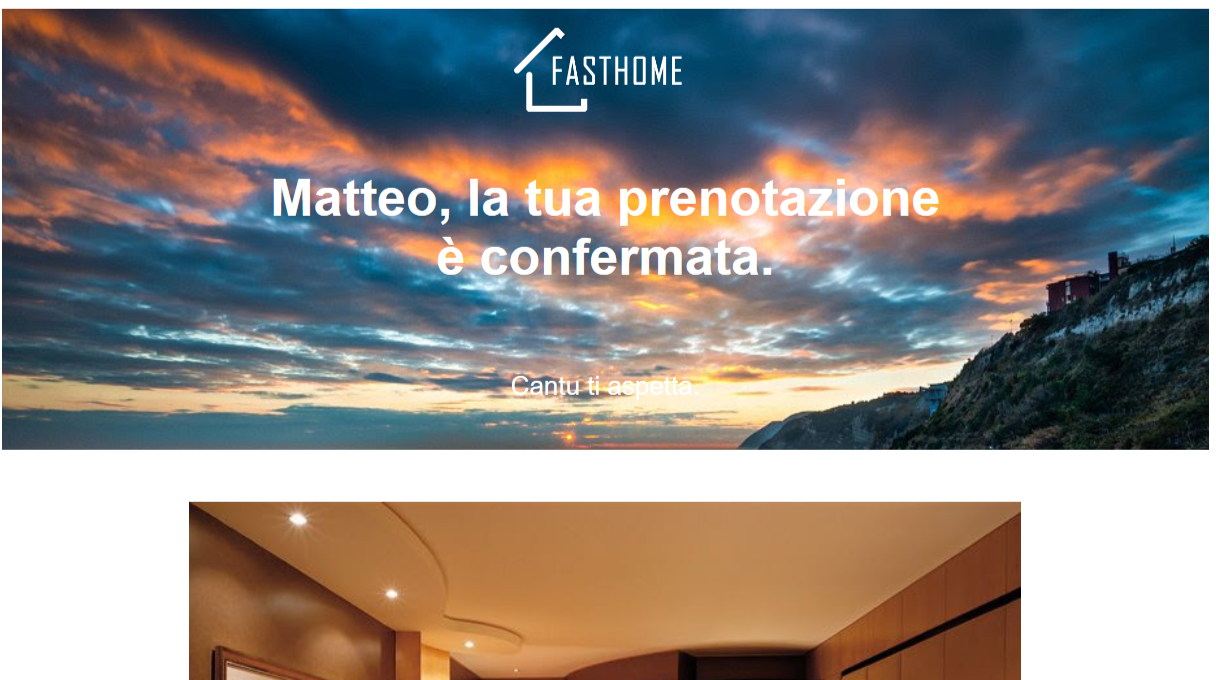 FASTHOME
Matteo, la tua prenotazione
è confermata.
Cantu ti aspetta.